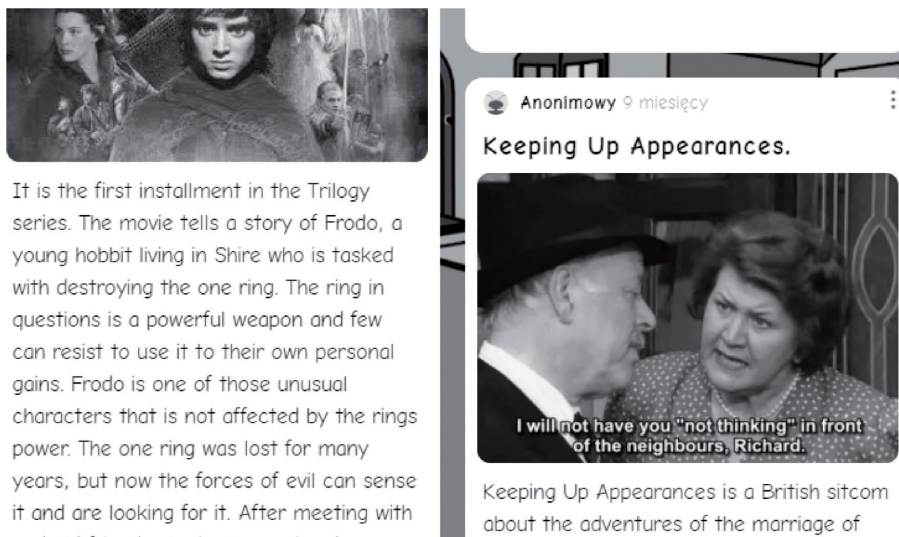 It is the first installment in the Trilogy
series. The movie tells a story of Frodo, a
young hobbit living in Shire who is tasked
with destroying the one ring. The ring in
questions is a powerful weapon and few
can resist to use it to their own personal
gains. Frodo is one of those unusual
characters that is not affected by the rings
power. The one ring was lost for many
years, but now the forces of evil can sense
it and are looking for it. After meeting with
Anonimowy 9 miesięcy
Keeping Up Appearances.
I will not have you "not thinking" in front
of the neighbours, Richard.
Keeping Up Appearances is a British sitcom
about the adventures of the marriage of